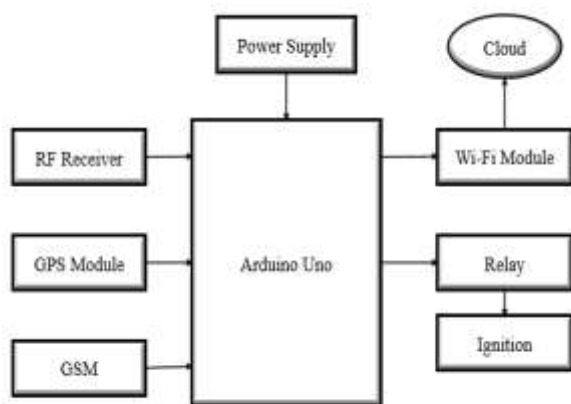 Power Supply
Cloud
RF Receiver
Wi-Fi Module
GPS Module
Arduino Uno
Relay
GSM
Ignition